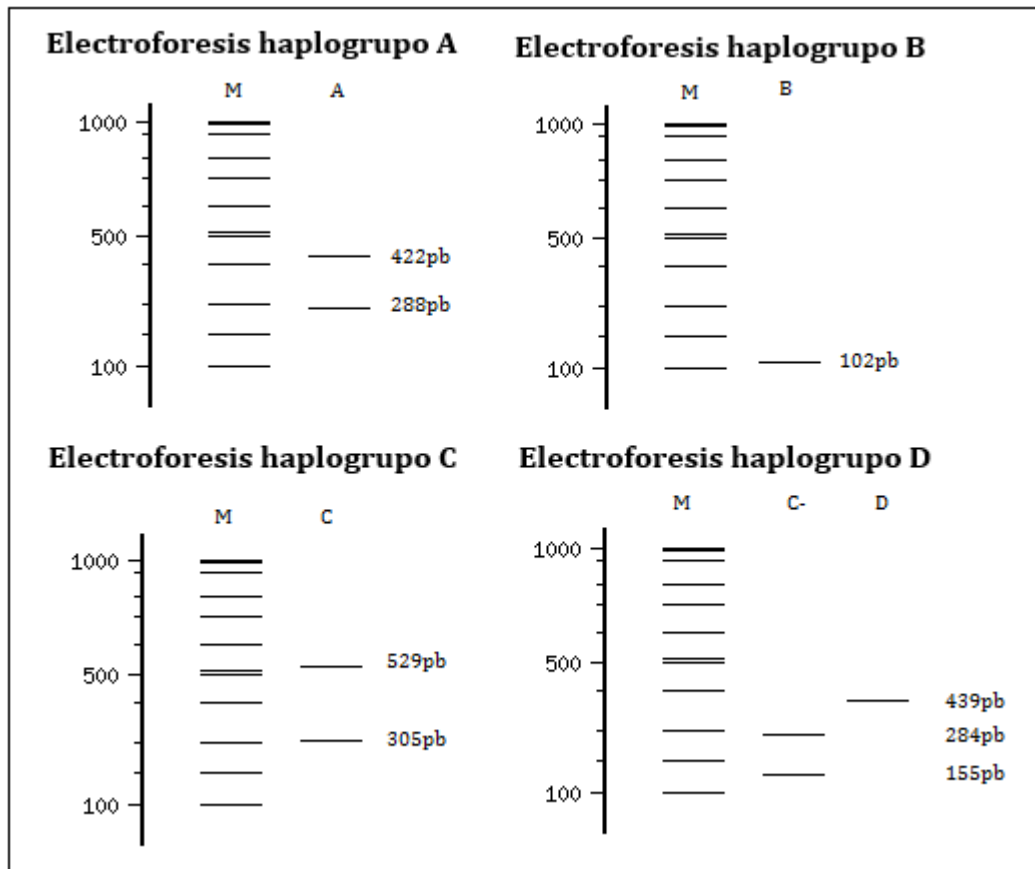 Electroforesis haplogrupo A
M A
1000
500
422pb
288pb
100
Electroforesis haplogrupo B
M B
1000
500
100
102pb
Electroforesis haplogrupo C
M C
1000
529pb
500
305pb
100
Electroforesis haplogrupo D
M C- D
1000
500
439pb
284pb
155pb
100